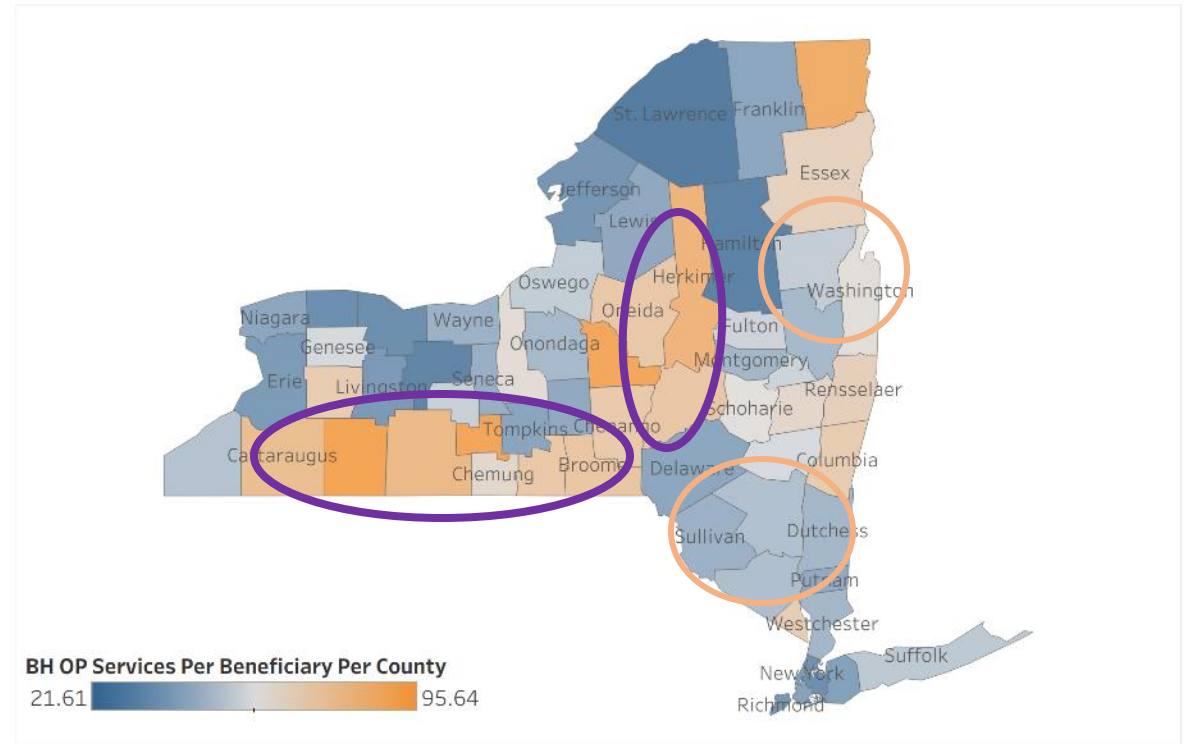 St. Lawrence
Franklin
Essex
Jefferson
Lewis
Hamilton
Herkimer
Oswego
Washington
Oneida
Niagara
Wayne
Fulton
Onondaga
Genesee
Montgomery
Erie
Livingston
Seneca
Rensselaer
Schoharie
Tompkins
Chenango
Cattaraugus
Columbia
Chemung
Broome
Delaware
Sullivan
Dutchess
Putnam
Westchester
Suffolk
New York
Richmond
BH OP Services Per Beneficiary Per County
21.61
95.64